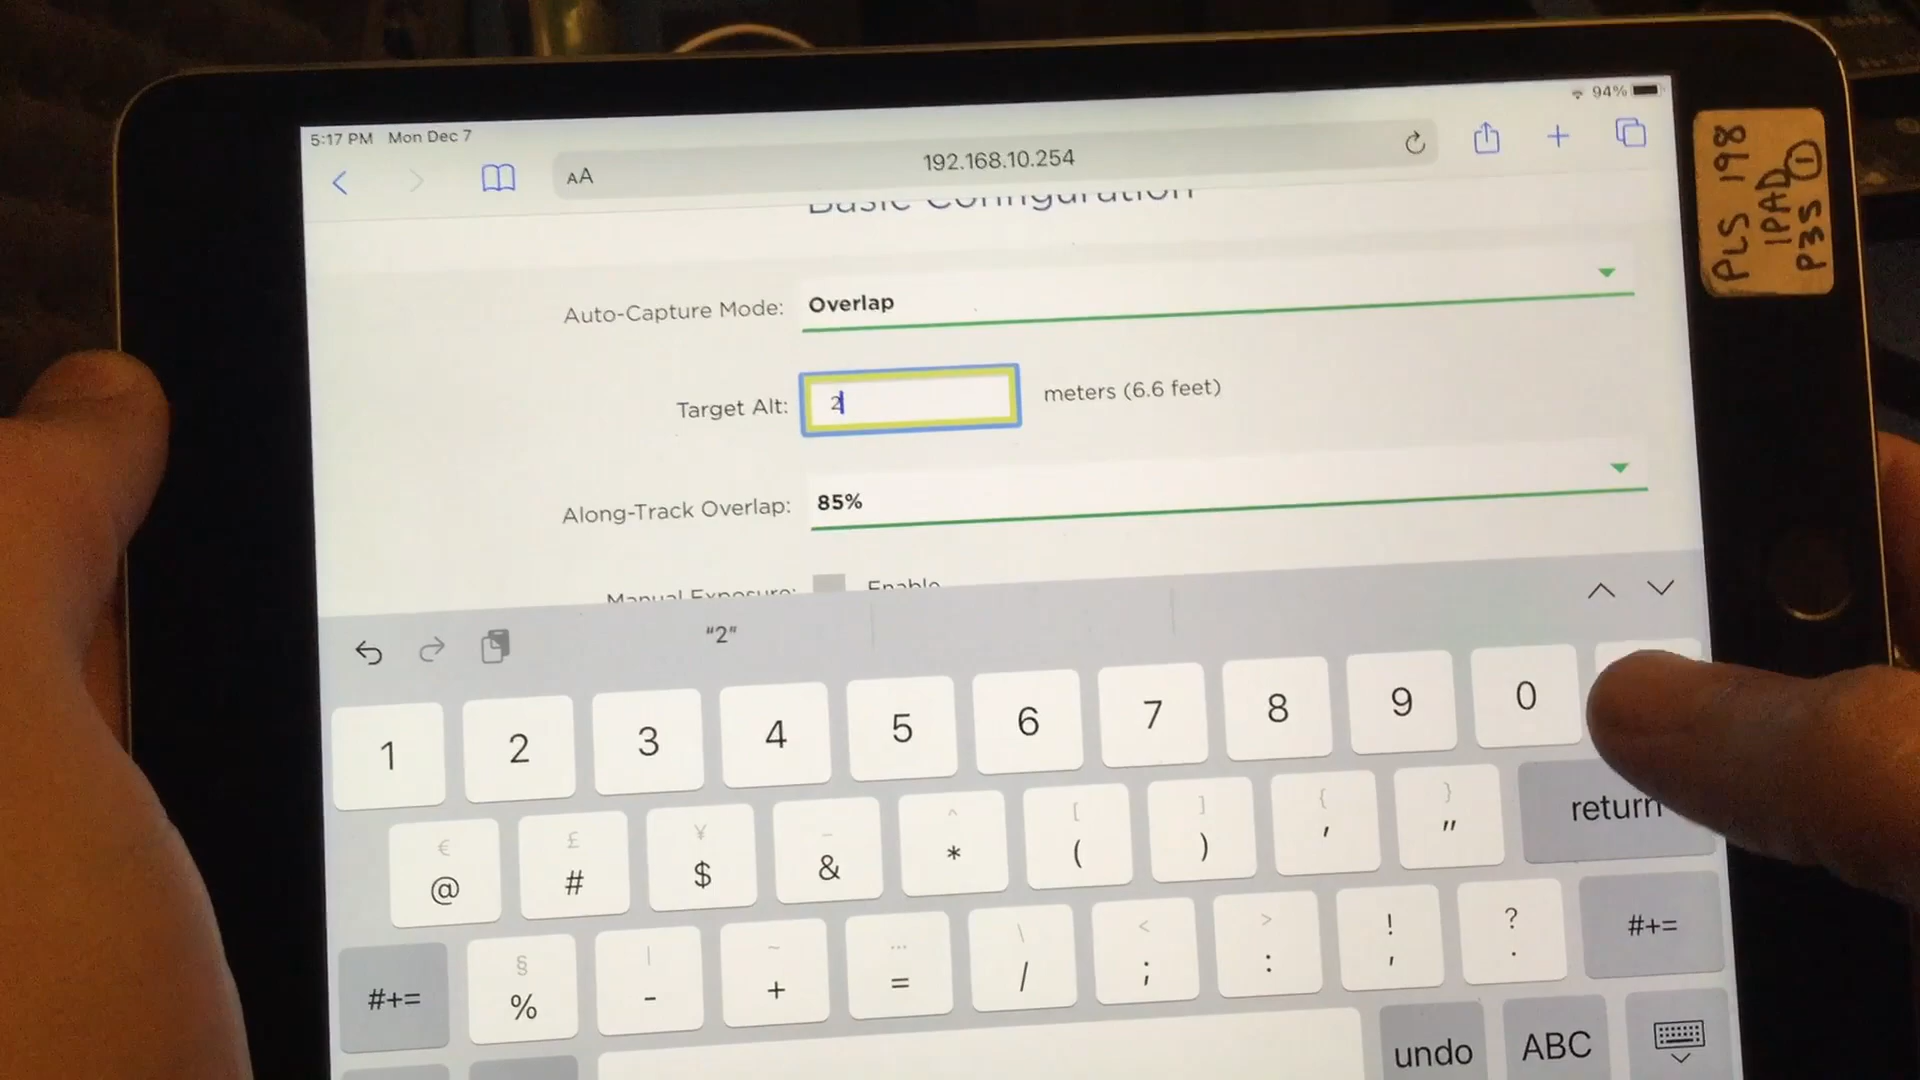 5:17 PM Mon Dec 7
94%
AA
192.168.10.254
Basic Configuration
Auto-Capture Mode: Overlap
Target Alt: 2 meters (6.6 feet)
Along-Track Overlap: 85%
Manual Exposure: Enable
"2"
1 2 3 4 5 6 7 8 9 0
€ £ ¥ _ ^ [ ] { }
@ # $ & * ( ) ' " return
§ | ~ … \ < > ! ?
#+= % - + = / ; : , . #+=
undo ABC
PLS 198
IPAD
P3S 1